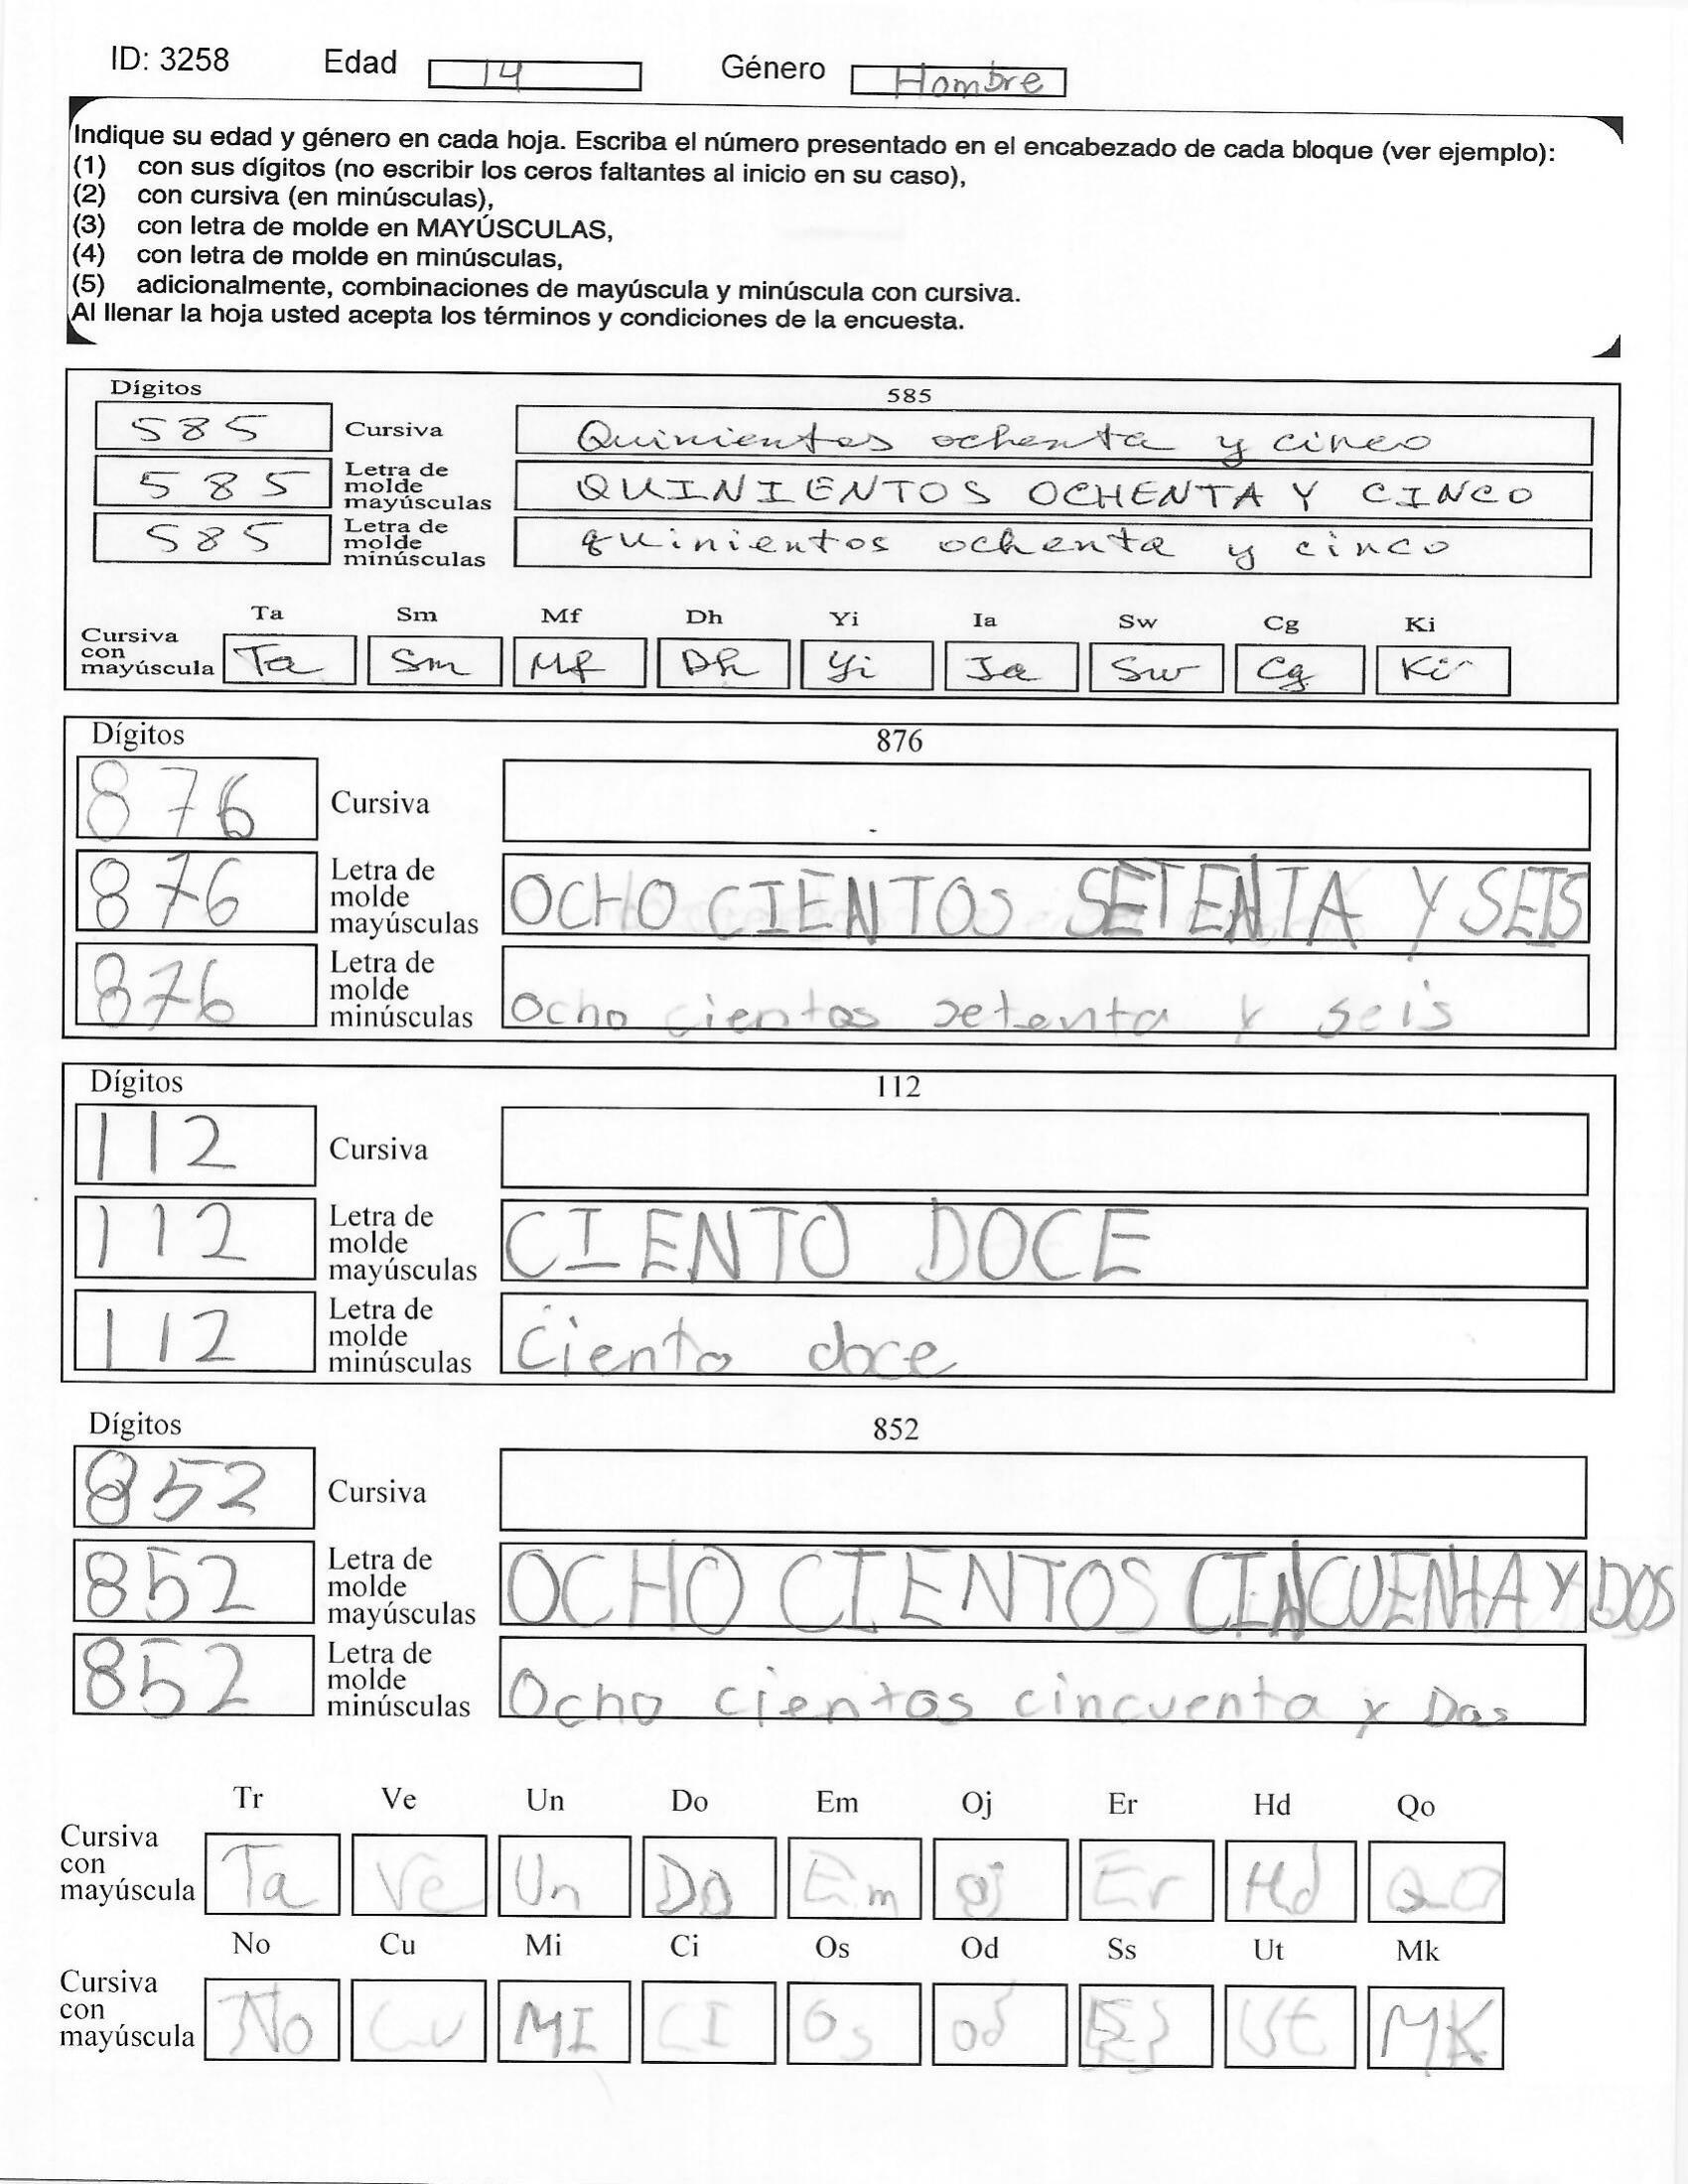 ID: 3258 Edad 14 Género Hombre
Indique su edad y género en cada hoja. Escriba el número presentado en el encabezado de cada bloque (ver ejemplo):
(1) con sus dígitos (no escribir los ceros faltantes al inicio en su caso),
(2) con cursiva (en minúsculas),
(3) con letra de molde en MAYÚSCULAS,
(4) con letra de molde en minúsculas,
(5) adicionalmente, combinaciones de mayúscula y minúscula con cursiva.
Al llenar la hoja usted acepta los términos y condiciones de la encuesta.
Dígitos 585
585 Cursiva Quinientos ochenta y cinco
585 Letra de molde mayúsculas QUINIENTOS OCHENTA Y CINCO
585 Letra de molde minúsculas quinientos ochenta y cinco
Ta Sm Mf Dh Yi Ia Sw Cg Ki
Cursiva con mayúscula Ta Sm Mf Dh Yi Ia Sw Cg Ki
Dígitos 876
876 Cursiva
876 Letra de molde mayúsculas OCHO CIENTOS SETENTA Y SEIS
876 Letra de molde minúsculas Ocho cientos setenta y seis
Dígitos 112
112 Cursiva
112 Letra de molde mayúsculas CIENTO DOCE
112 Letra de molde minúsculas Ciento doce
Dígitos 852
852 Cursiva
852 Letra de molde mayúsculas OCHO CIENTOS CINCUENTA Y DOS
852 Letra de molde minúsculas Ocho cientos cincuenta y Dos
Tr Ve Un Do Em Oj Er Hd Qo
Cursiva con mayúscula Ta Ve Un DO Em oj Er Hd QO
No Cu Mi Ci Os Od Ss Ut Mk
Cursiva con mayúscula No Cu MI CI Os od Ut MK